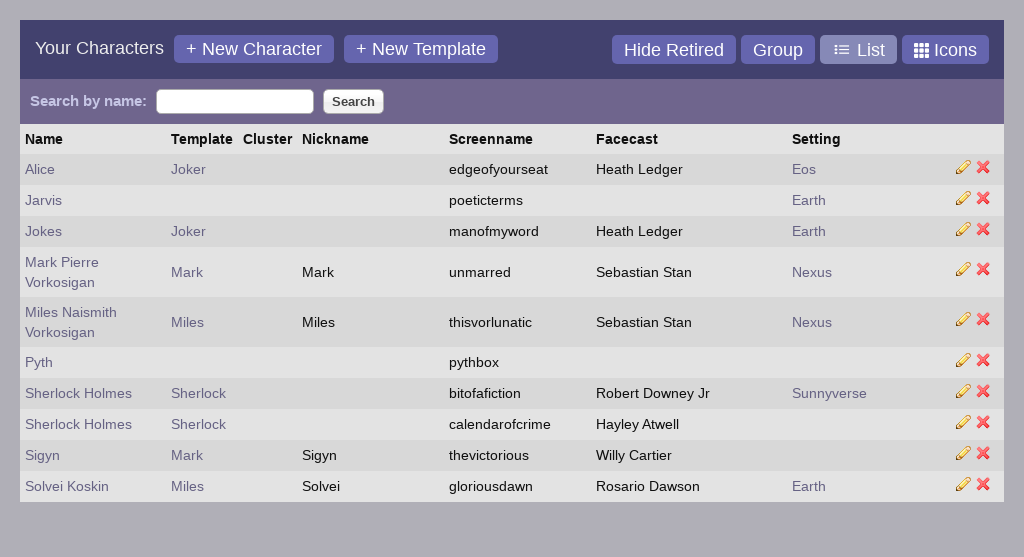 Your Characters + New Character + New Template Hide Retired Group List Icons
Search by name: Search
Name Template Cluster Nickname Screenname Facecast Setting
Alice Joker edgeofyourseat Heath Ledger Eos
Jarvis poeticterms Earth
Jokes Joker manofmyword Heath Ledger Earth
Mark Pierre
Vorkosigan Mark Mark unmarred Sebastian Stan Nexus
Miles Naismith
Vorkosigan Miles Miles thisvorlunatic Sebastian Stan Nexus
Pyth pythbox
Sherlock Holmes Sherlock bitofafiction Robert Downey Jr Sunnyverse
Sherlock Holmes Sherlock calendarofcrime Hayley Atwell
Sigyn Mark Sigyn thevictorious Willy Cartier
Solvei Koskin Miles Solvei gloriousdawn Rosario Dawson Earth